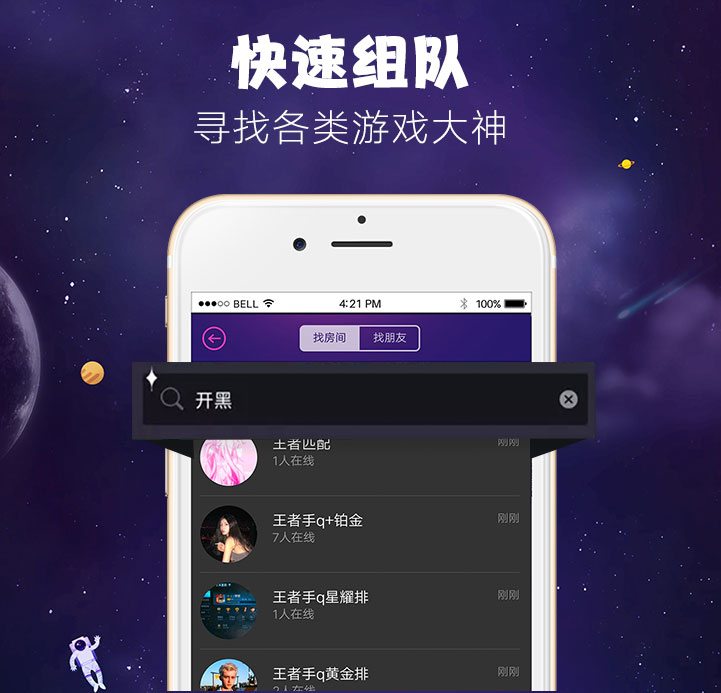 快速组队
寻找各类游戏大神
BELL
4:21 PM
100%
找房间
找朋友
开黑
王者匹配
刚刚
1人在线
王者手q+铂金
刚刚
7人在线
王者手q星耀排
刚刚
1人在线
王者手q黄金排
刚刚
2人在线